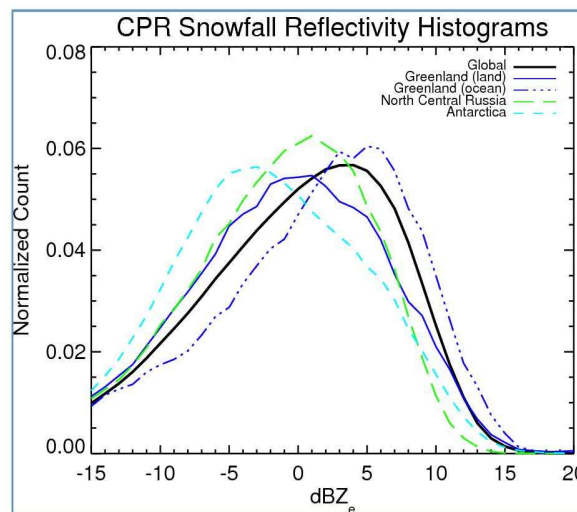 CPR Snowfall Reflectivity Histograms
0.08
0.06
0.04
0.02
0.00
Normalized Count
Global
Greenland (land)
Greenland (ocean)
North Central Russia
Antarctica
-15 -10 -5 0 5 10 15 20
dBZe